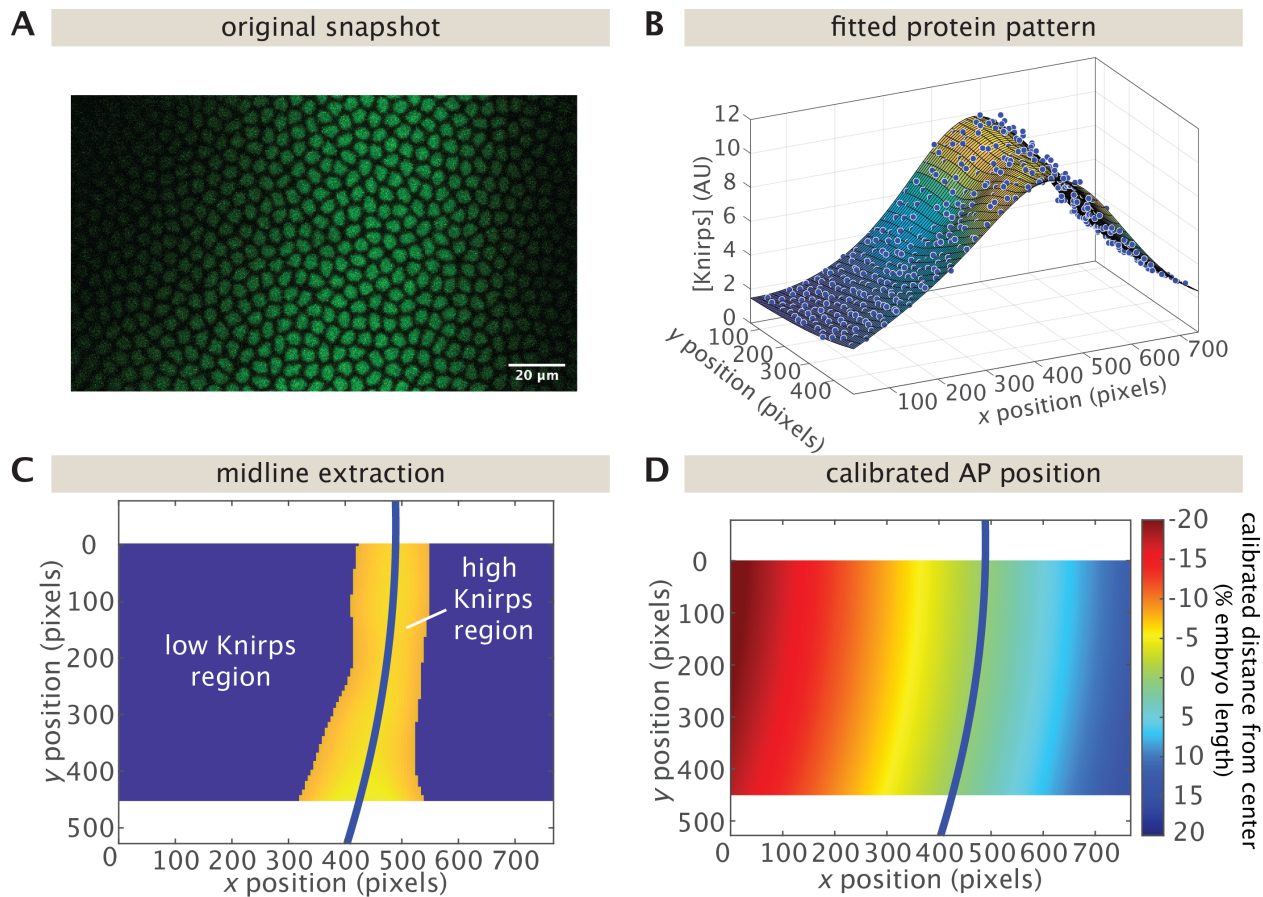 A
original snapshot
20 μm
B
fitted protein pattern
12
10
8
6
4
2
0
[Knirps] (AU)
100
200
300
400
y position (pixels)
100 200 300 400 500 600 700
x position (pixels)
C
midline extraction
0
100
200
300
400
500
y position (pixels)
low Knirps
region
high
Knirps
region
0 100 200 300 400 500 600 700
x position (pixels)
D
calibrated AP position
0
100
200
300
400
500
y position (pixels)
0 100 200 300 400 500 600 700
x position (pixels)
-20
-15
-10
-5
0
5
10
15
20
calibrated distance from center
(% embryo length)